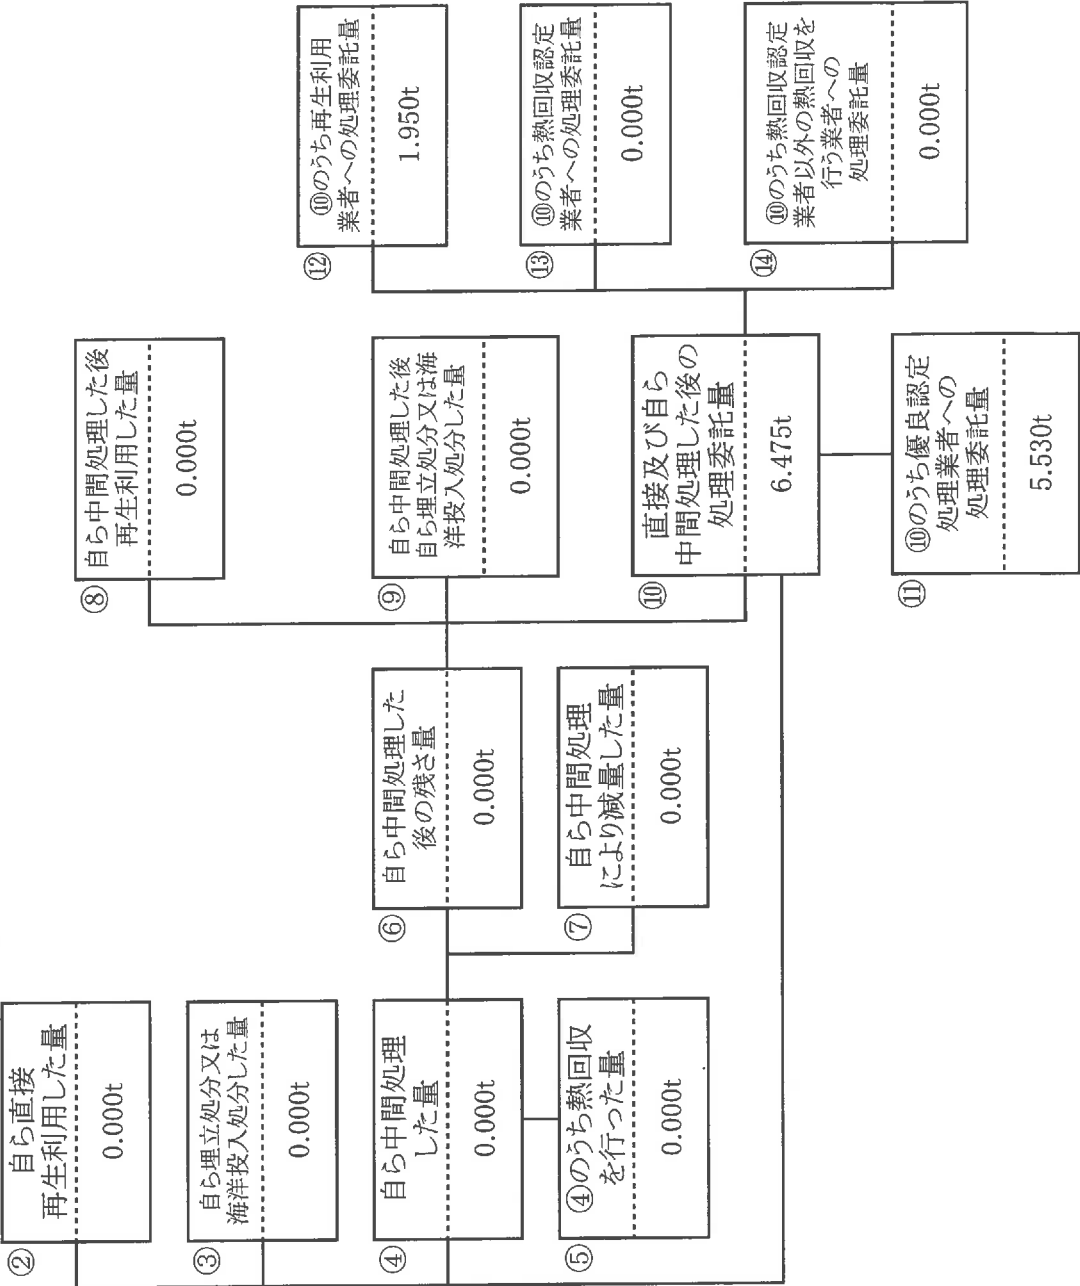 ②
自ら直接
再生利用した量
0.000t
③
自ら埋立処分又は
海洋投入処分した量
0.000t
④
自ら中間処理
した量
0.000t
⑤
④のうち熱回収
を行った量
0.000t
⑥
自ら中間処理した
後の残さ量
0.000t
⑦
自ら中間処理
により減量した量
0.000t
⑧
自ら中間処理した後
再生利用した量
0.000t
⑨
自ら中間処理した後
自ら埋立処分又は海
洋投入処分した量
0.000t
⑩
直接及び自ら
中間処理した後の
処理委託量
6.475t
⑪
⑩のうち優良認定
処理業者への
処理委託量
5.530t
⑫
⑩のうち再生利用
業者への処理委託量
1.950t
⑬
⑩のうち熱回収認定
業者への処理委託量
0.000t
⑭
⑩のうち熱回収認定
業者以外の熱回収を
行う業者への
処理委託量
0.000t